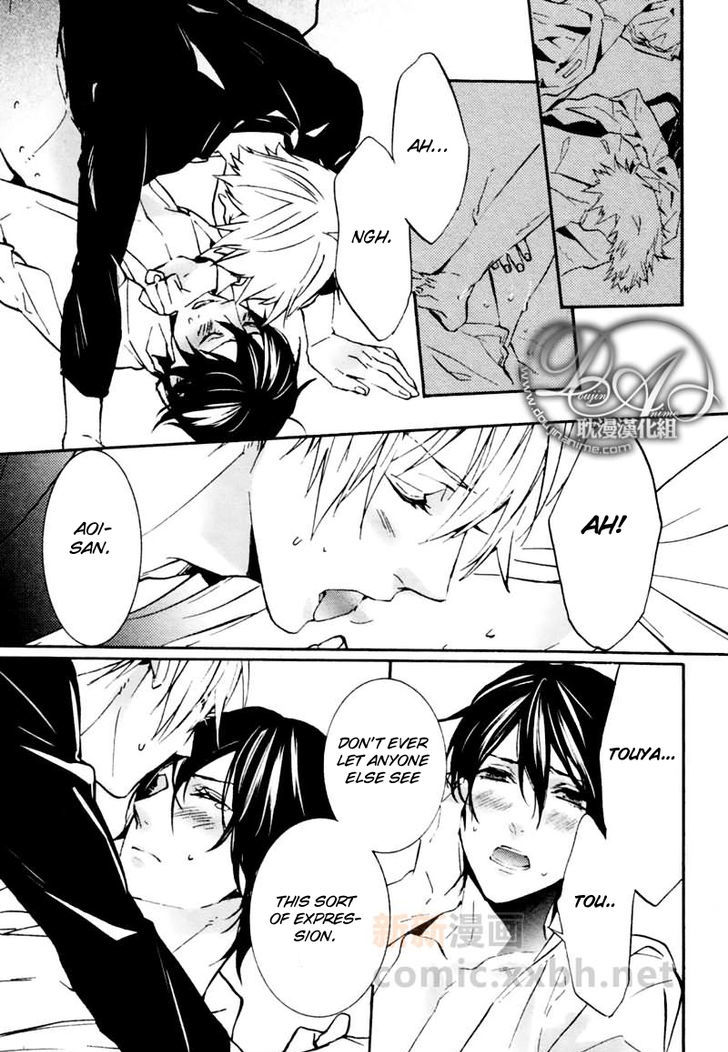 AH...
NGH.
Doujin
Anime
耽漫漢化組
www.doujinanime.com
AH!
AOI-
SAN.
TOUYA...
TOU..
DON'T EVER
LET ANYONE
ELSE SEE
THIS SORT
OF EXPRES-
SION.
新新漫画
comic.xxbh.net